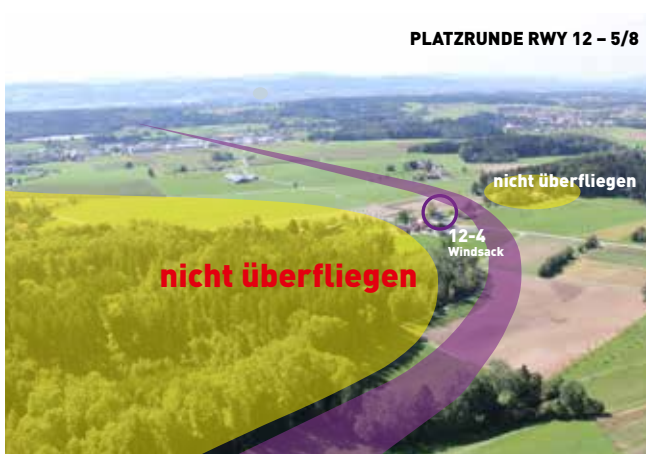 PLATZRUNDE RWY 12 – 5/8
nicht überfliegen
12-4
Windsack
nicht überfliegen